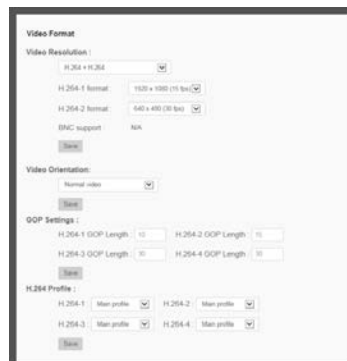 Video Format
Video Resolution :
H.264 + H.264
H.264-1 format: 1920 x 1080 (15 fps)
H.264-2 format: 640 x 480 (30 fps)
BNC support : N/A
Save
Video Orientation:
Normal video
Save
GOP Settings :
H.264-1 GOP Length : H.264-2 GOP Length : 15
H.264-3 GOP Length : 30 H.264-4 GOP Length : 30
Save
H.264 Profile :
H.264-1 : Main profile H.264-2 : Main profile
H.264-3 : Main profile H.264-4 : Main profile
Save